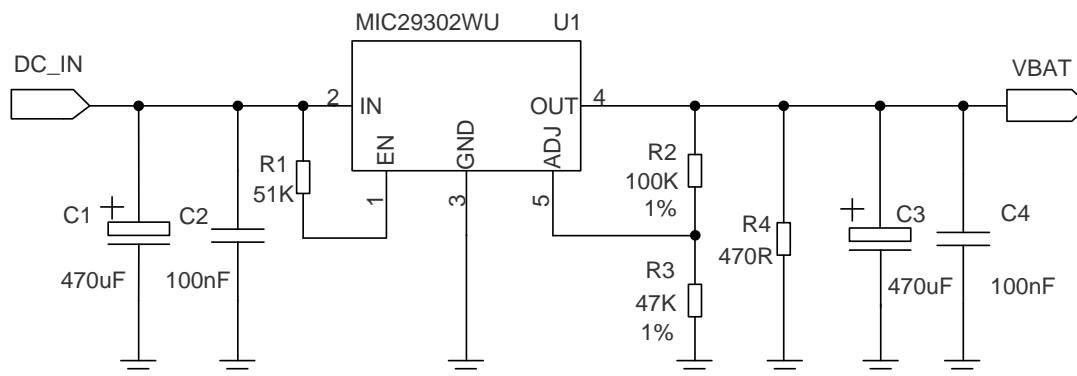 MIC29302WU U1
DC_IN
VBAT
2 IN
OUT 4
EN
GND
ADJ
1
3
5
R1
51K
R2
100K
1%
C1
+
470uF
C2
100nF
R3
47K
1%
R4
470R
+
C3
470uF
C4
100nF